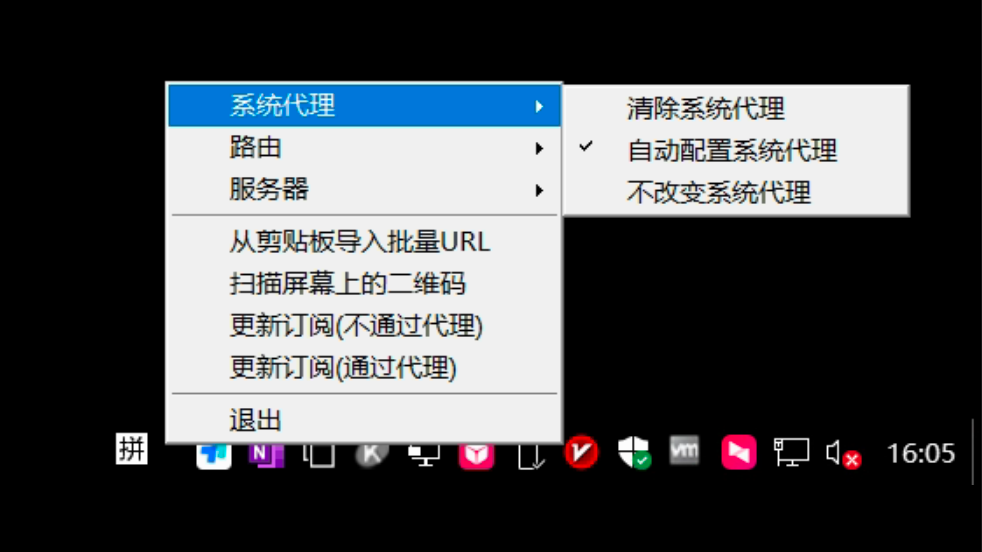 系统代理
路由
服务器
从剪贴板导入批量URL
扫描屏幕上的二维码
更新订阅(不通过代理)
更新订阅(通过代理)
退出
清除系统代理
自动配置系统代理
不改变系统代理
拼
N
K
V
vm
16:05